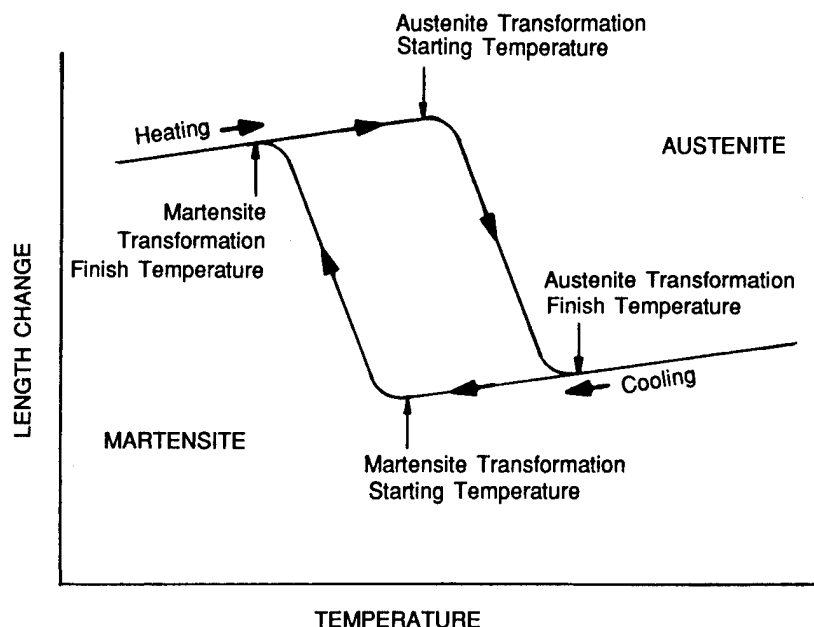 Austenite Transformation
Starting Temperature
Heating
AUSTENITE
Martensite
Transformation
Finish Temperature
Austenite Transformation
Finish Temperature
Cooling
MARTENSITE
Martensite Transformation
Starting Temperature
LENGTH CHANGE
TEMPERATURE